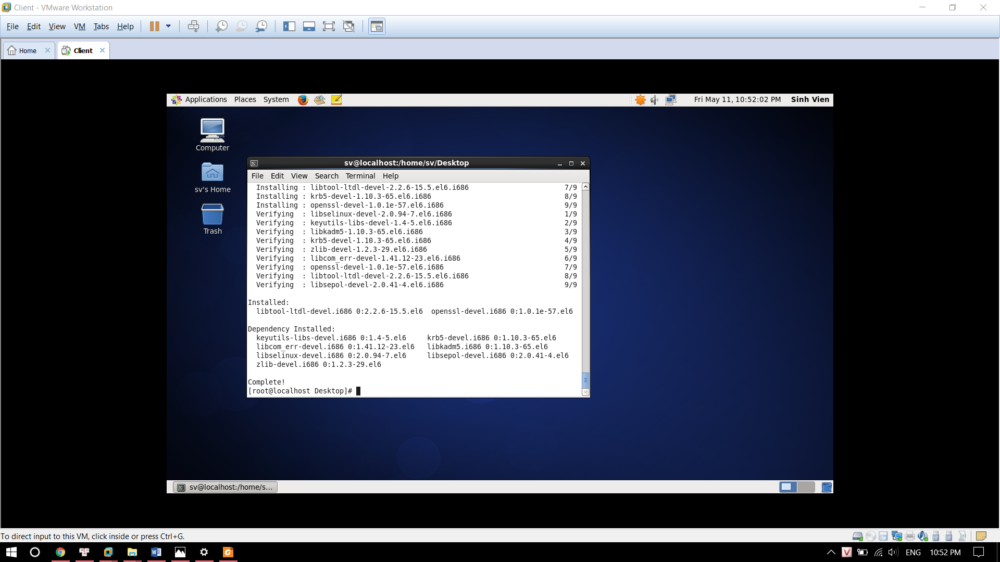 Client - VMware Workstation
File Edit View VM Tabs Help
Home Client
Applications Places System Fri May 11, 10:52:02 PM Sinh Vien
Computer
sv's Home
Trash
sv@localhost:/home/sv/Desktop
File Edit View Search Terminal Help
Installing : libtool-ltdl-devel-2.2.6-15.5.el6.i686 7/9
Installing : krb5-devel-1.10.3-65.el6.i686 8/9
Installing : openssl-devel-1.0.1e-57.el6.i686 9/9
Verifying : libselinux-devel-2.0.94-7.el6.i686 1/9
Verifying : keyutils-libs-devel-1.4-5.el6.i686 2/9
Verifying : libkadm5-1.10.3-65.el6.i686 3/9
Verifying : krb5-devel-1.10.3-65.el6.i686 4/9
Verifying : zlib-devel-1.2.3-29.el6.i686 5/9
Verifying : libcom_err-devel-1.41.12-23.el6.i686 6/9
Verifying : openssl-devel-1.0.1e-57.el6.i686 7/9
Verifying : libtool-ltdl-devel-2.2.6-15.5.el6.i686 8/9
Verifying : libsepol-devel-2.0.41-4.el6.i686 9/9
Installed:
libtool-ltdl-devel.i686 0:2.2.6-15.5.el6 openssl-devel.i686 0:1.0.1e-57.el6
Dependency Installed:
keyutils-libs-devel.i686 0:1.4-5.el6 krb5-devel.i686 0:1.10.3-65.el6
libcom_err-devel.i686 0:1.41.12-23.el6 libkadm5.i686 0:1.10.3-65.el6
libselinux-devel.i686 0:2.0.94-7.el6 libsepol-devel.i686 0:2.0.41-4.el6
zlib-devel.i686 0:1.2.3-29.el6
Complete!
[root@localhost Desktop]#
sv@localhost:/home/s...
To direct input to this VM, click inside or press Ctrl+G.
ENG 10:52 PM